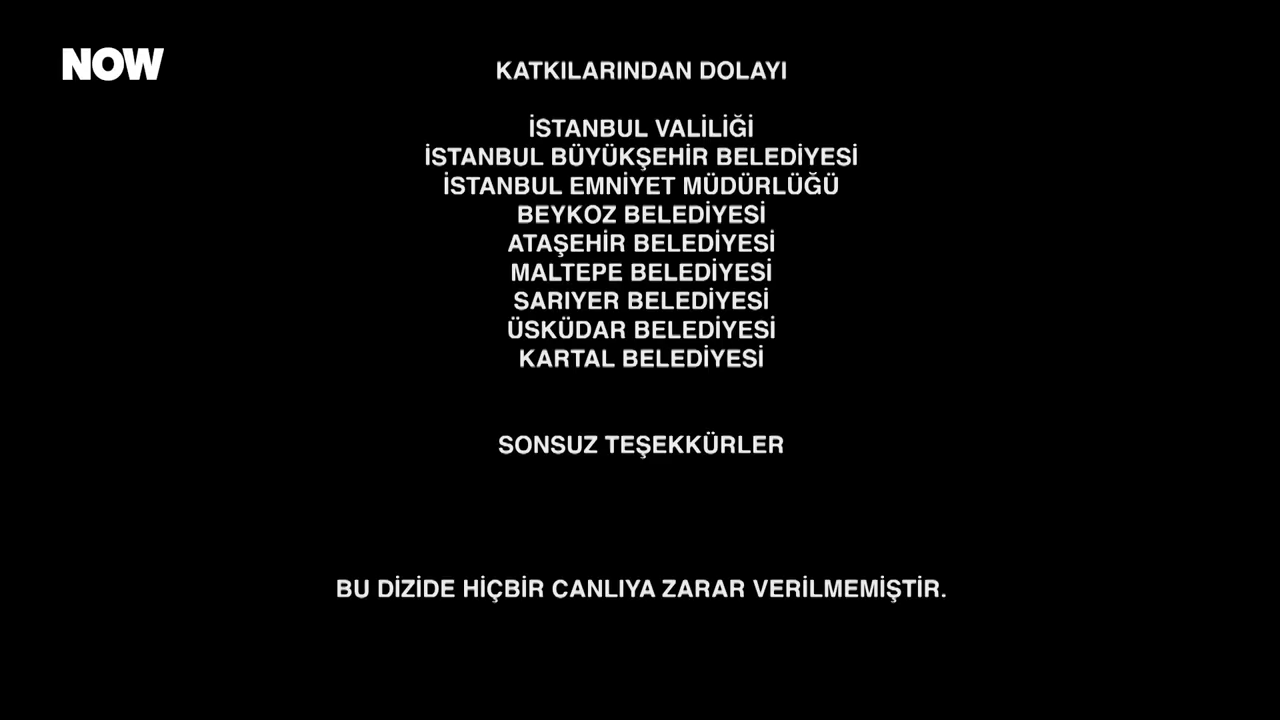 NOW
KATKILARINDAN DOLAYI
İSTANBUL VALİLİĞİ
İSTANBUL BÜYÜKŞEHİR BELEDİYESİ
İSTANBUL EMNİYET MÜDÜRLÜĞÜ
BEYKOZ BELEDİYESİ
ATAŞEHİR BELEDİYESİ
MALTEPE BELEDİYESİ
SARIYER BELEDİYESİ
ÜSKÜDAR BELEDİYESİ
KARTAL BELEDİYESİ
SONSUZ TEŞEKKÜRLER
BU DİZİDE HİÇBİR CANLIYA ZARAR VERİLMEMİŞTİR.